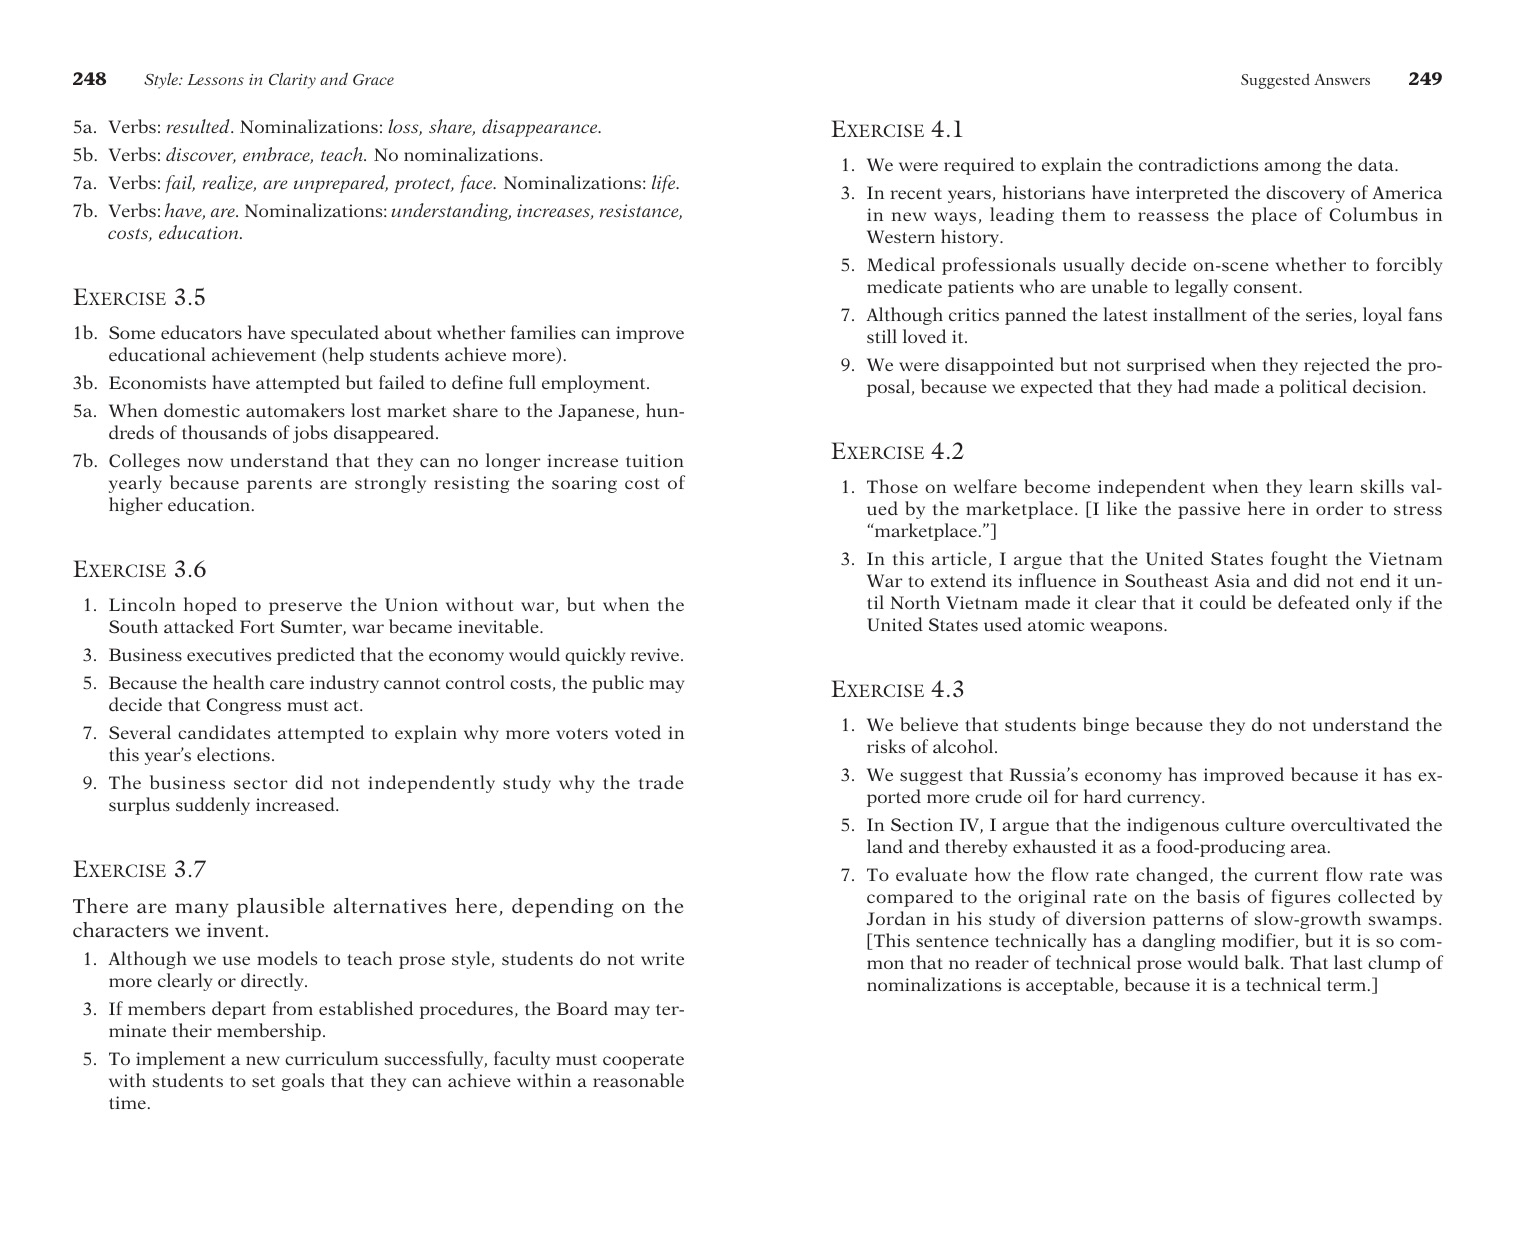 248 Style: Lessons in Clarity and Grace
5a. Verbs: resulted. Nominalizations: loss, share, disappearance.
5b. Verbs: discover, embrace, teach. No nominalizations.
7a. Verbs: fail, realize, are unprepared, protect, face. Nominalizations: life.
7b. Verbs: have, are. Nominalizations: understanding, increases, resistance,
costs, education.
EXERCISE 3.5
1b. Some educators have speculated about whether families can improve
educational achievement (help students achieve more).
3b. Economists have attempted but failed to define full employment.
5a. When domestic automakers lost market share to the Japanese, hun-
dreds of thousands of jobs disappeared.
7b. Colleges now understand that they can no longer increase tuition
yearly because parents are strongly resisting the soaring cost of
higher education.
EXERCISE 3.6
1. Lincoln hoped to preserve the Union without war, but when the
South attacked Fort Sumter, war became inevitable.
3. Business executives predicted that the economy would quickly revive.
5. Because the health care industry cannot control costs, the public may
decide that Congress must act.
7. Several candidates attempted to explain why more voters voted in
this year's elections.
9. The business sector did not independently study why the trade
surplus suddenly increased.
EXERCISE 3.7
There are many plausible alternatives here, depending on the
characters we invent.
1. Although we use models to teach prose style, students do not write
more clearly or directly.
3. If members depart from established procedures, the Board may ter-
minate their membership.
5. To implement a new curriculum successfully, faculty must cooperate
with students to set goals that they can achieve within a reasonable
time.
Suggested Answers 249
EXERCISE 4.1
1. We were required to explain the contradictions among the data.
3. In recent years, historians have interpreted the discovery of America
in new ways, leading them to reassess the place of Columbus in
Western history.
5. Medical professionals usually decide on-scene whether to forcibly
medicate patients who are unable to legally consent.
7. Although critics panned the latest installment of the series, loyal fans
still loved it.
9. We were disappointed but not surprised when they rejected the pro-
posal, because we expected that they had made a political decision.
EXERCISE 4.2
1. Those on welfare become independent when they learn skills val-
ued by the marketplace. [I like the passive here in order to stress
“marketplace.”]
3. In this article, I argue that the United States fought the Vietnam
War to extend its influence in Southeast Asia and did not end it un-
til North Vietnam made it clear that it could be defeated only if the
United States used atomic weapons.
EXERCISE 4.3
1. We believe that students binge because they do not understand the
risks of alcohol.
3. We suggest that Russia's economy has improved because it has ex-
ported more crude oil for hard currency.
5. In Section IV, I argue that the indigenous culture overcultivated the
land and thereby exhausted it as a food-producing area.
7. To evaluate how the flow rate changed, the current flow rate was
compared to the original rate on the basis of figures collected by
Jordan in his study of diversion patterns of slow-growth swamps.
[This sentence technically has a dangling modifier, but it is so com-
mon that no reader of technical prose would balk. That last clump of
nominalizations is acceptable, because it is a technical term.]